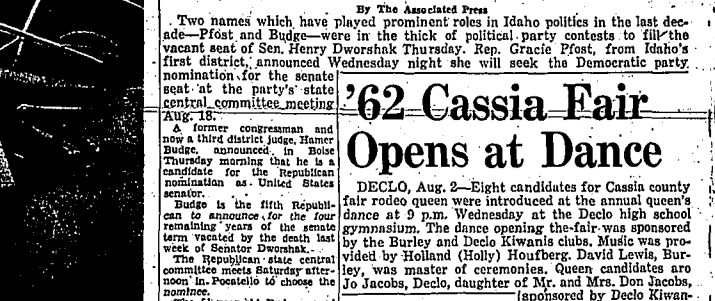 By The Associated Press
Two names which have played prominent roles in Idaho politics in the last dec-
ade—Pfost and Budge—were in the thick of political party contests to fill the
vacant seat of Sen. Henry Dworshak Thursday. Rep. Gracie Pfost, from Idaho's
first district, announced Wednesday night she will seek the Democratic party
nomination for the senate
seat at the party's state
central committee meeting
Aug. 18.
A former congressman and
now a third district judge, Hamer
Budge, announced in Boise
Thursday morning that he is a
candidate for the Republican
nomination as United States
senator.
Budge is the fifth Republi-
can to announce for the four
remaining years of the senate
term vacated by the death last
week of Senator Dworshak.
The Republican state central
committee meets Saturday after-
noon in Pocatello to choose the
nominee.
'62 Cassia Fair
Opens at Dance
DECLO, Aug. 2—Eight candidates for Cassia county
fair rodeo queen were introduced at the annual queen's
dance at 9 p.m. Wednesday at the Declo high school
gymnasium. The dance opening the fair was sponsored
by the Burley and Declo Kiwanis clubs. Music was pro-
vided by Holland (Holly) Houfberg. David Lewis, Bur-
ley, was master of ceremonies. Queen candidates are
Jo Jacobs, Declo, daughter of Mr. and Mrs. Don Jacobs,
sponsored by Declo Kiwan-